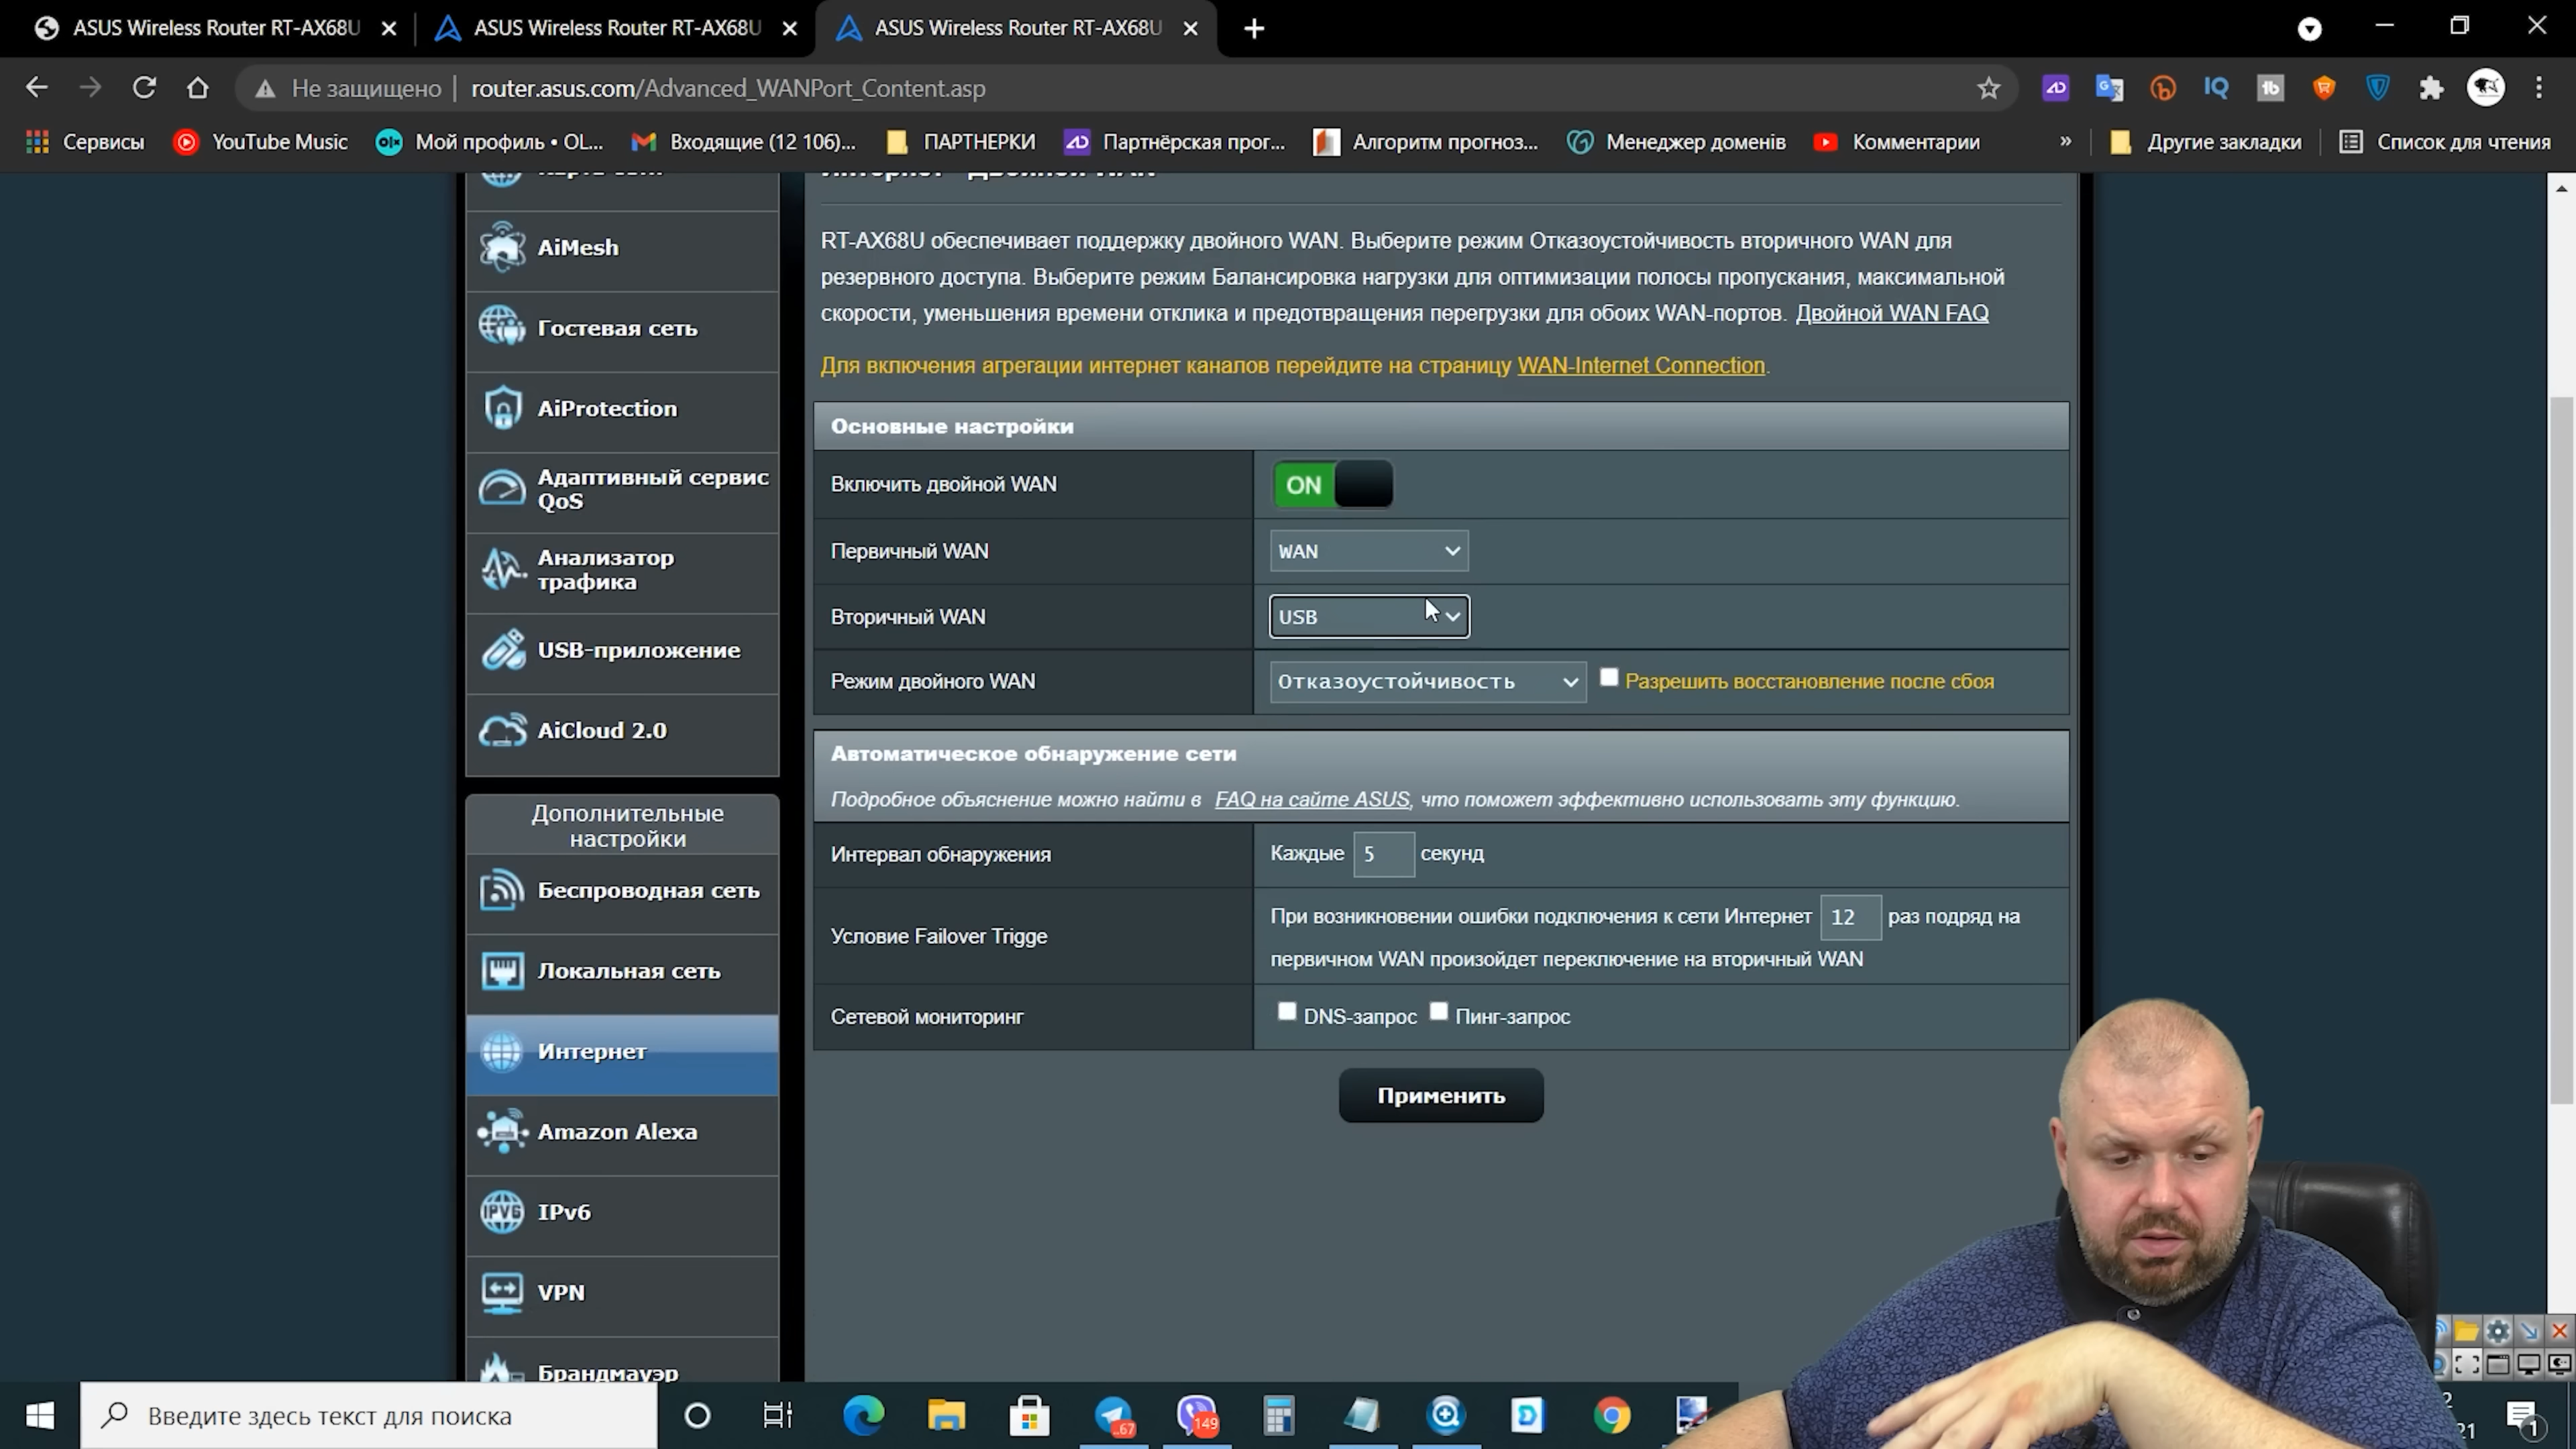 ASUS Wireless Router RT-AX68U
ASUS Wireless Router RT-AX68U
ASUS Wireless Router RT-AX68U
Не защищено
router.asus.com/Advanced_WANPort_Content.asp
Сервисы
YouTube Music
Мой профиль • OL...
Входящие (12 106)...
ПАРТНЕРКИ
Партнёрская прог...
Алгоритм прогноз...
Менеджер доменів
Комментарии
»
Другие закладки
Список для чтения
AiMesh
Гостевая сеть
AiProtection
Адаптивный сервис
QoS
Анализатор
трафика
USB-приложение
AiCloud 2.0
Дополнительные
настройки
Беспроводная сеть
Локальная сеть
Интернет
Amazon Alexa
IPv6
VPN
Брандмауэр
RT-AX68U обеспечивает поддержку двойного WAN. Выберите режим Отказоустойчивость вторичного WAN для
резервного доступа. Выберите режим Балансировка нагрузки для оптимизации полосы пропускания, максимальной
скорости, уменьшения времени отклика и предотвращения перегрузки для обоих WAN-портов. Двойной WAN FAQ
Для включения агрегации интернет каналов перейдите на страницу WAN-Internet Connection.
Основные настройки
Включить двойной WAN ON
Первичный WAN WAN
Вторичный WAN USB
Режим двойного WAN Отказоустойчивость Разрешить восстановление после сбоя
Автоматическое обнаружение сети
Подробное объяснение можно найти в FAQ на сайте ASUS, что поможет эффективно использовать эту функцию.
Интервал обнаружения Каждые 5 секунд
Условие Failover Trigge
При возникновении ошибки подключения к сети Интернет 12 раз подряд на
первичном WAN произойдет переключение на вторичный WAN
Сетевой мониторинг DNS-запрос Пинг-запрос
Применить
Введите здесь текст для поиска